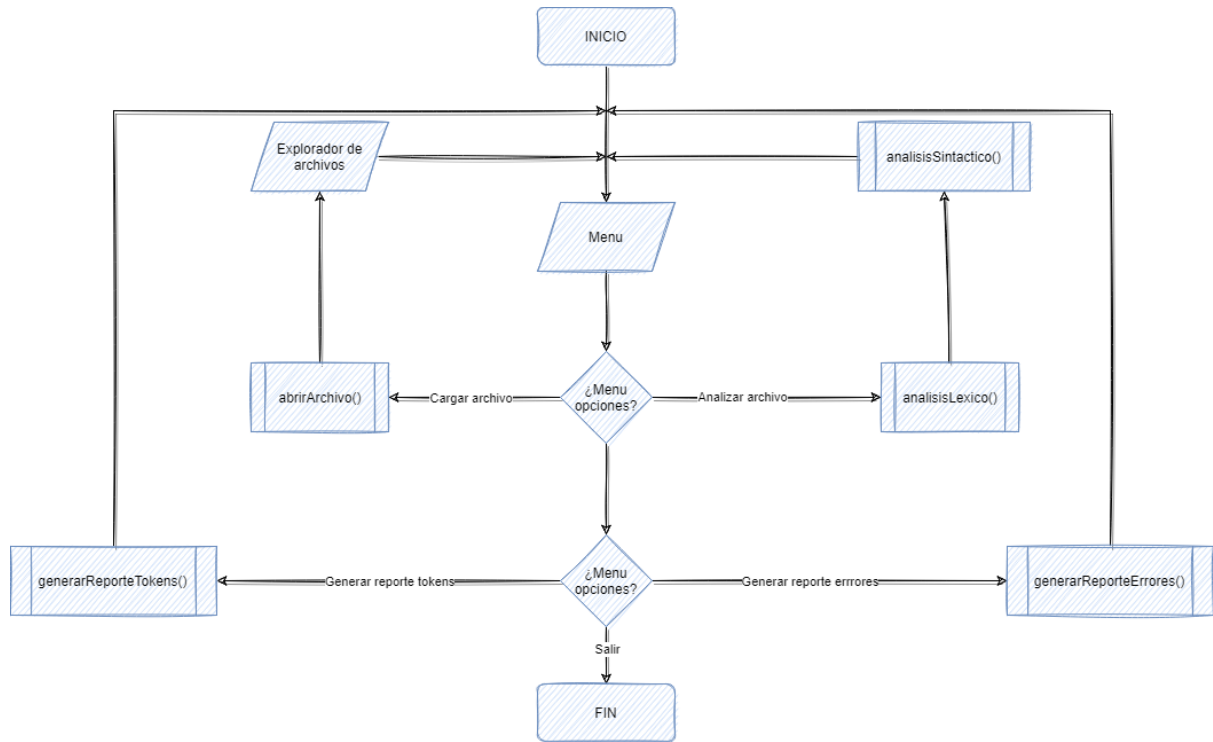 INICIO
Explorador de
archivos
analisisSintactico()
Menu
abrirArchivo()
Cargar archivo
¿Menu
opciones?
Analizar archivo
analisisLexico()
generarReporteTokens()
Generar reporte tokens
¿Menu
opciones?
Generar reporte errrores
generarReporteErrores()
Salir
FIN